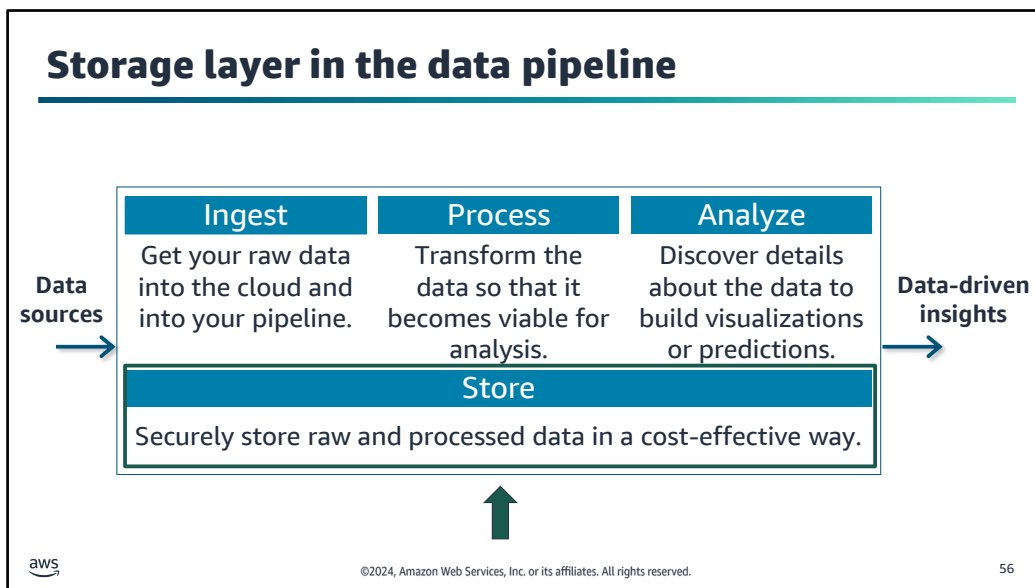 Storage layer in the data pipeline
Data
sources
Ingest
Get your raw data
into the cloud and
into your pipeline.
Process
Transform the
data so that it
becomes viable for
analysis.
Analyze
Discover details
about the data to
build visualizations
or predictions.
Data-driven
insights
Store
Securely store raw and processed data in a cost-effective way.
aws
©2024, Amazon Web Services, Inc. or its affiliates. All rights reserved.
56